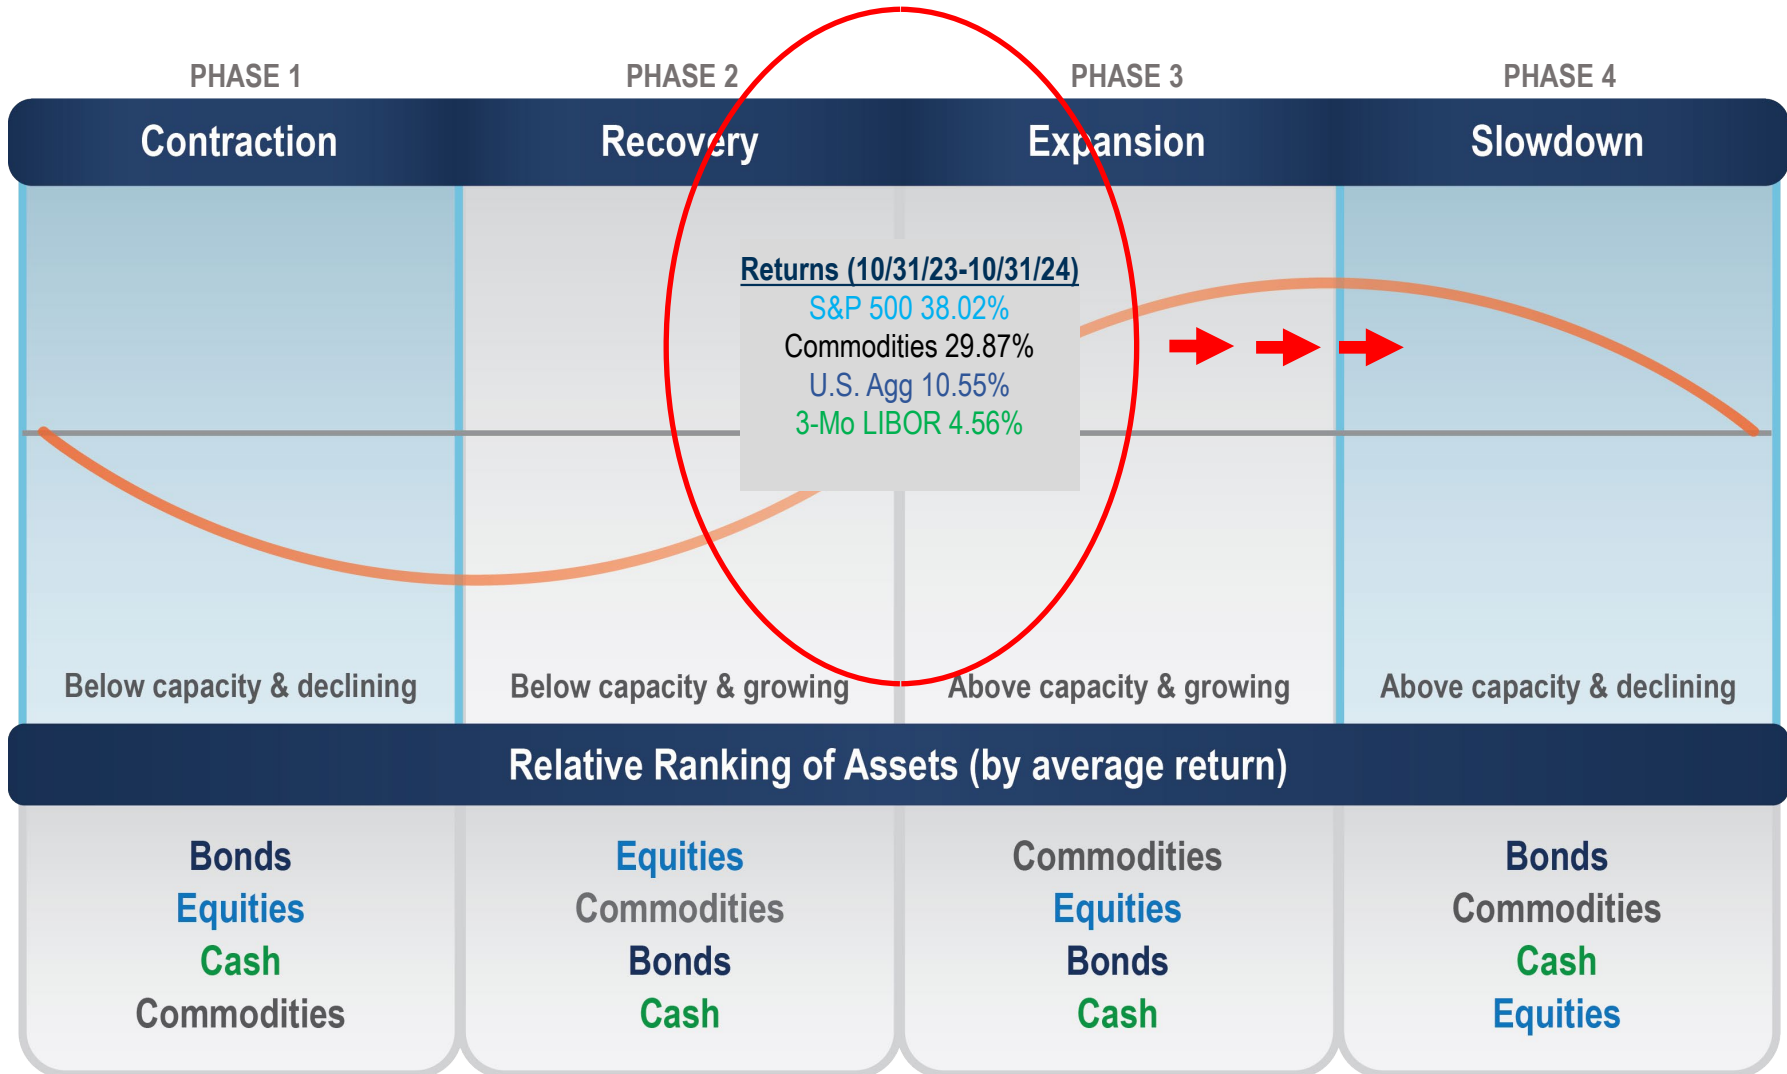 PHASE 1
PHASE 2
PHASE 3
PHASE 4
Contraction
Recovery
Expansion
Slowdown
Returns (10/31/23-10/31/24)
S&P 500 38.02%
Commodities 29.87%
U.S. Agg 10.55%
3-Mo LIBOR 4.56%
Below capacity & declining
Below capacity & growing
Above capacity & growing
Above capacity & declining
Relative Ranking of Assets (by average return)
Bonds
Equities
Cash
Commodities
Equities
Commodities
Bonds
Cash
Commodities
Equities
Bonds
Cash
Bonds
Commodities
Cash
Equities